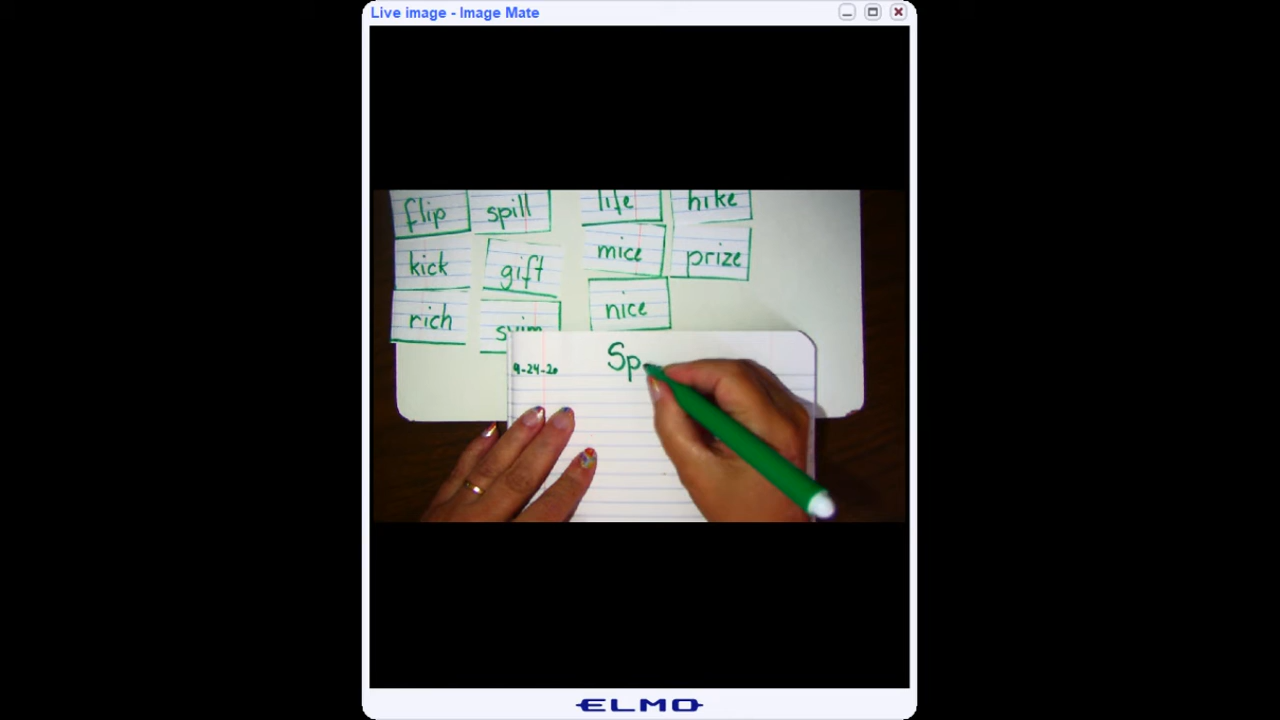 Live image - Image Mate
flip spill life hike
kick gift mice prize
rich swim nice
9-24-20 Sp
ELMO